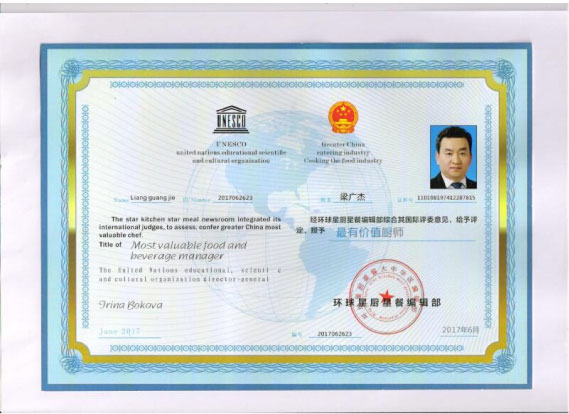 UNESCO
UNESCO
united nations educational scientific
and cultural organization
Greater China
catering industry
Cooking the food industry
Name Liang guang jie
ID Number 2017062623
姓名 梁广杰
证件号
The star kitchen star meal newsroom integrated its
international judges, to assess, confer greater China most
valuable chef.
Title of Most valuable food and
beverage manager
The United Nations educational, scienti c
and cultural organization director-general
Irina Bokova
June 2017
经环球星厨星餐编辑部综合其国际评委意见，给予评
定，授予 最有价值厨师
环球星厨星餐编辑部
编号 2017062623
2017年6月